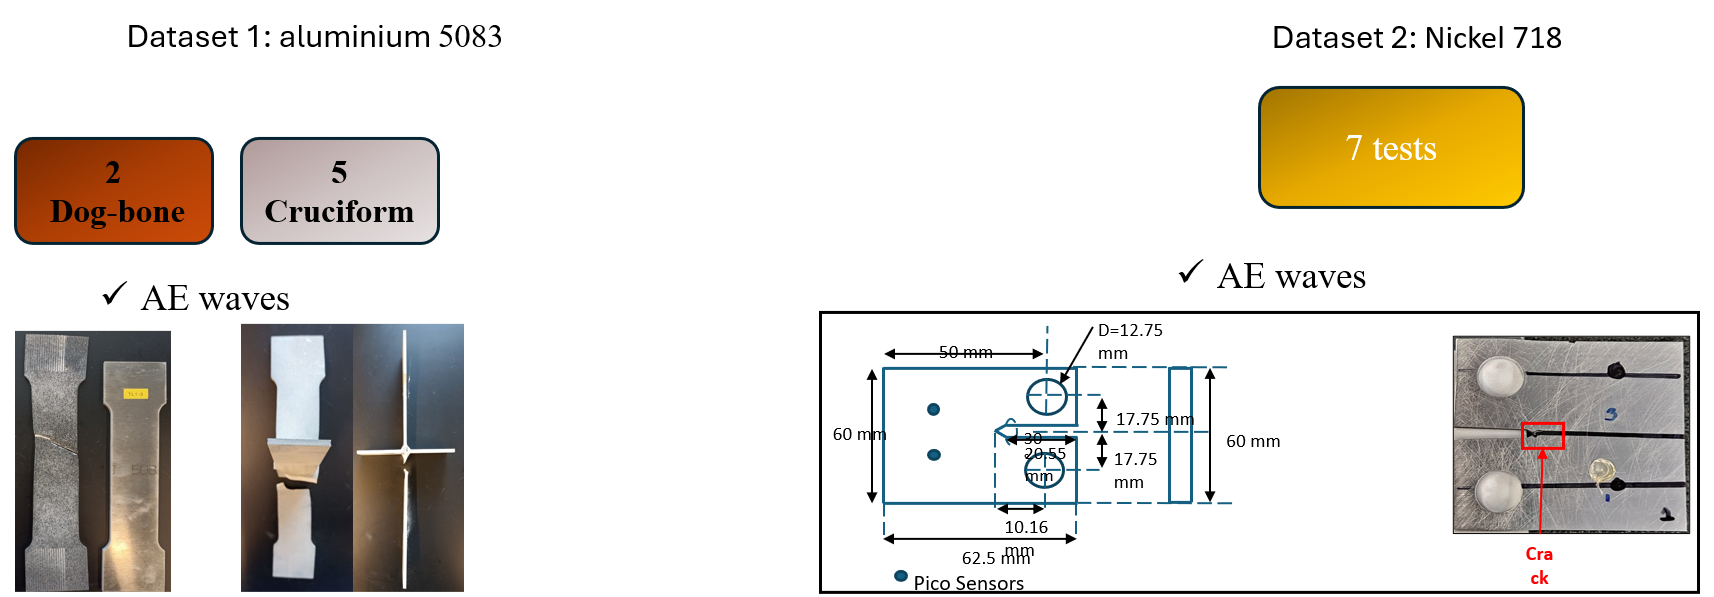 Dataset 1: aluminium 5083
Dataset 2: Nickel 718
2
Dog-bone
5
Cruciform
7 tests
✓ AE waves
✓ AE waves
D=12.75
mm
50 mm
60 mm
17.75 mm
30
20.55
mm
17.75
mm
60 mm
10.16
mm
62.5 mm
Pico Sensors
3
Cra
ck